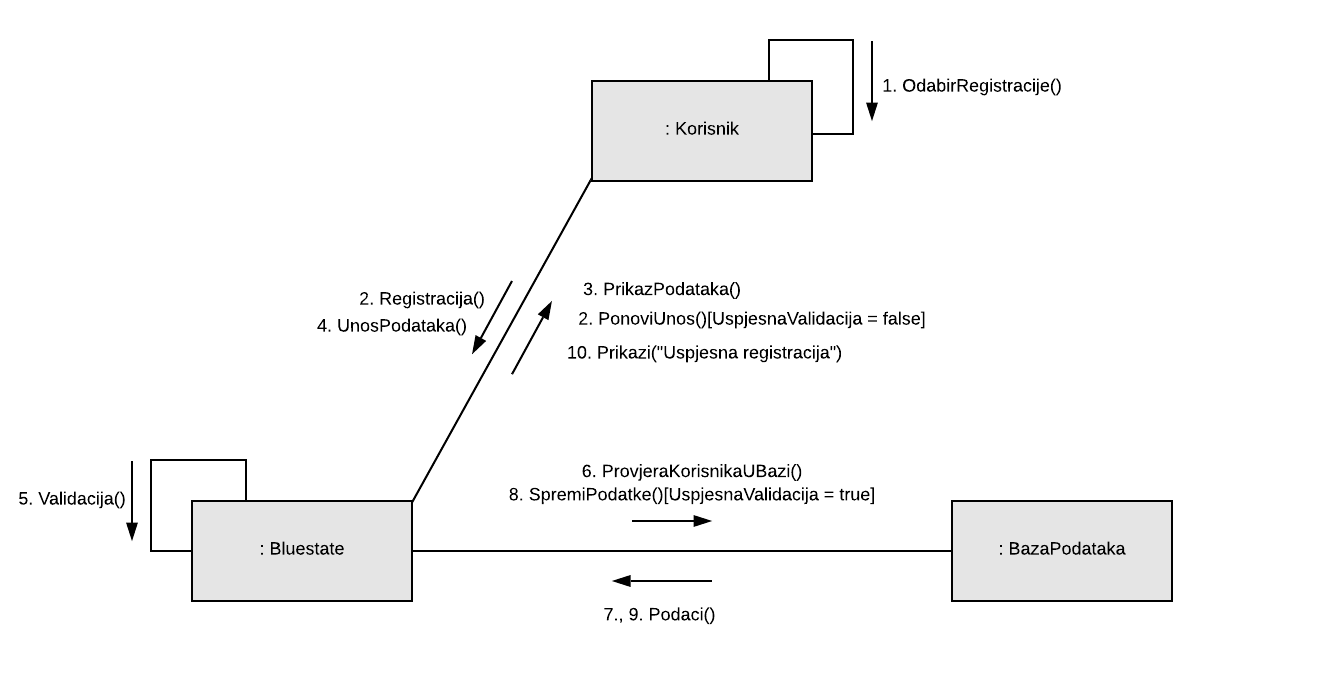 1. OdabirRegistracije()
: Korisnik
3. PrikazPodataka()
2. Registracija()
2. PonoviUnos()[UspjesnaValidacija = false]
4. UnosPodataka()
10. Prikazi("Uspjesna registracija")
6. ProvjeraKorisnikaUBazi()
8. SpremiPodatke()[UspjesnaValidacija = true]
5. Validacija()
: Bluestate
: BazaPodataka
7., 9. Podaci()